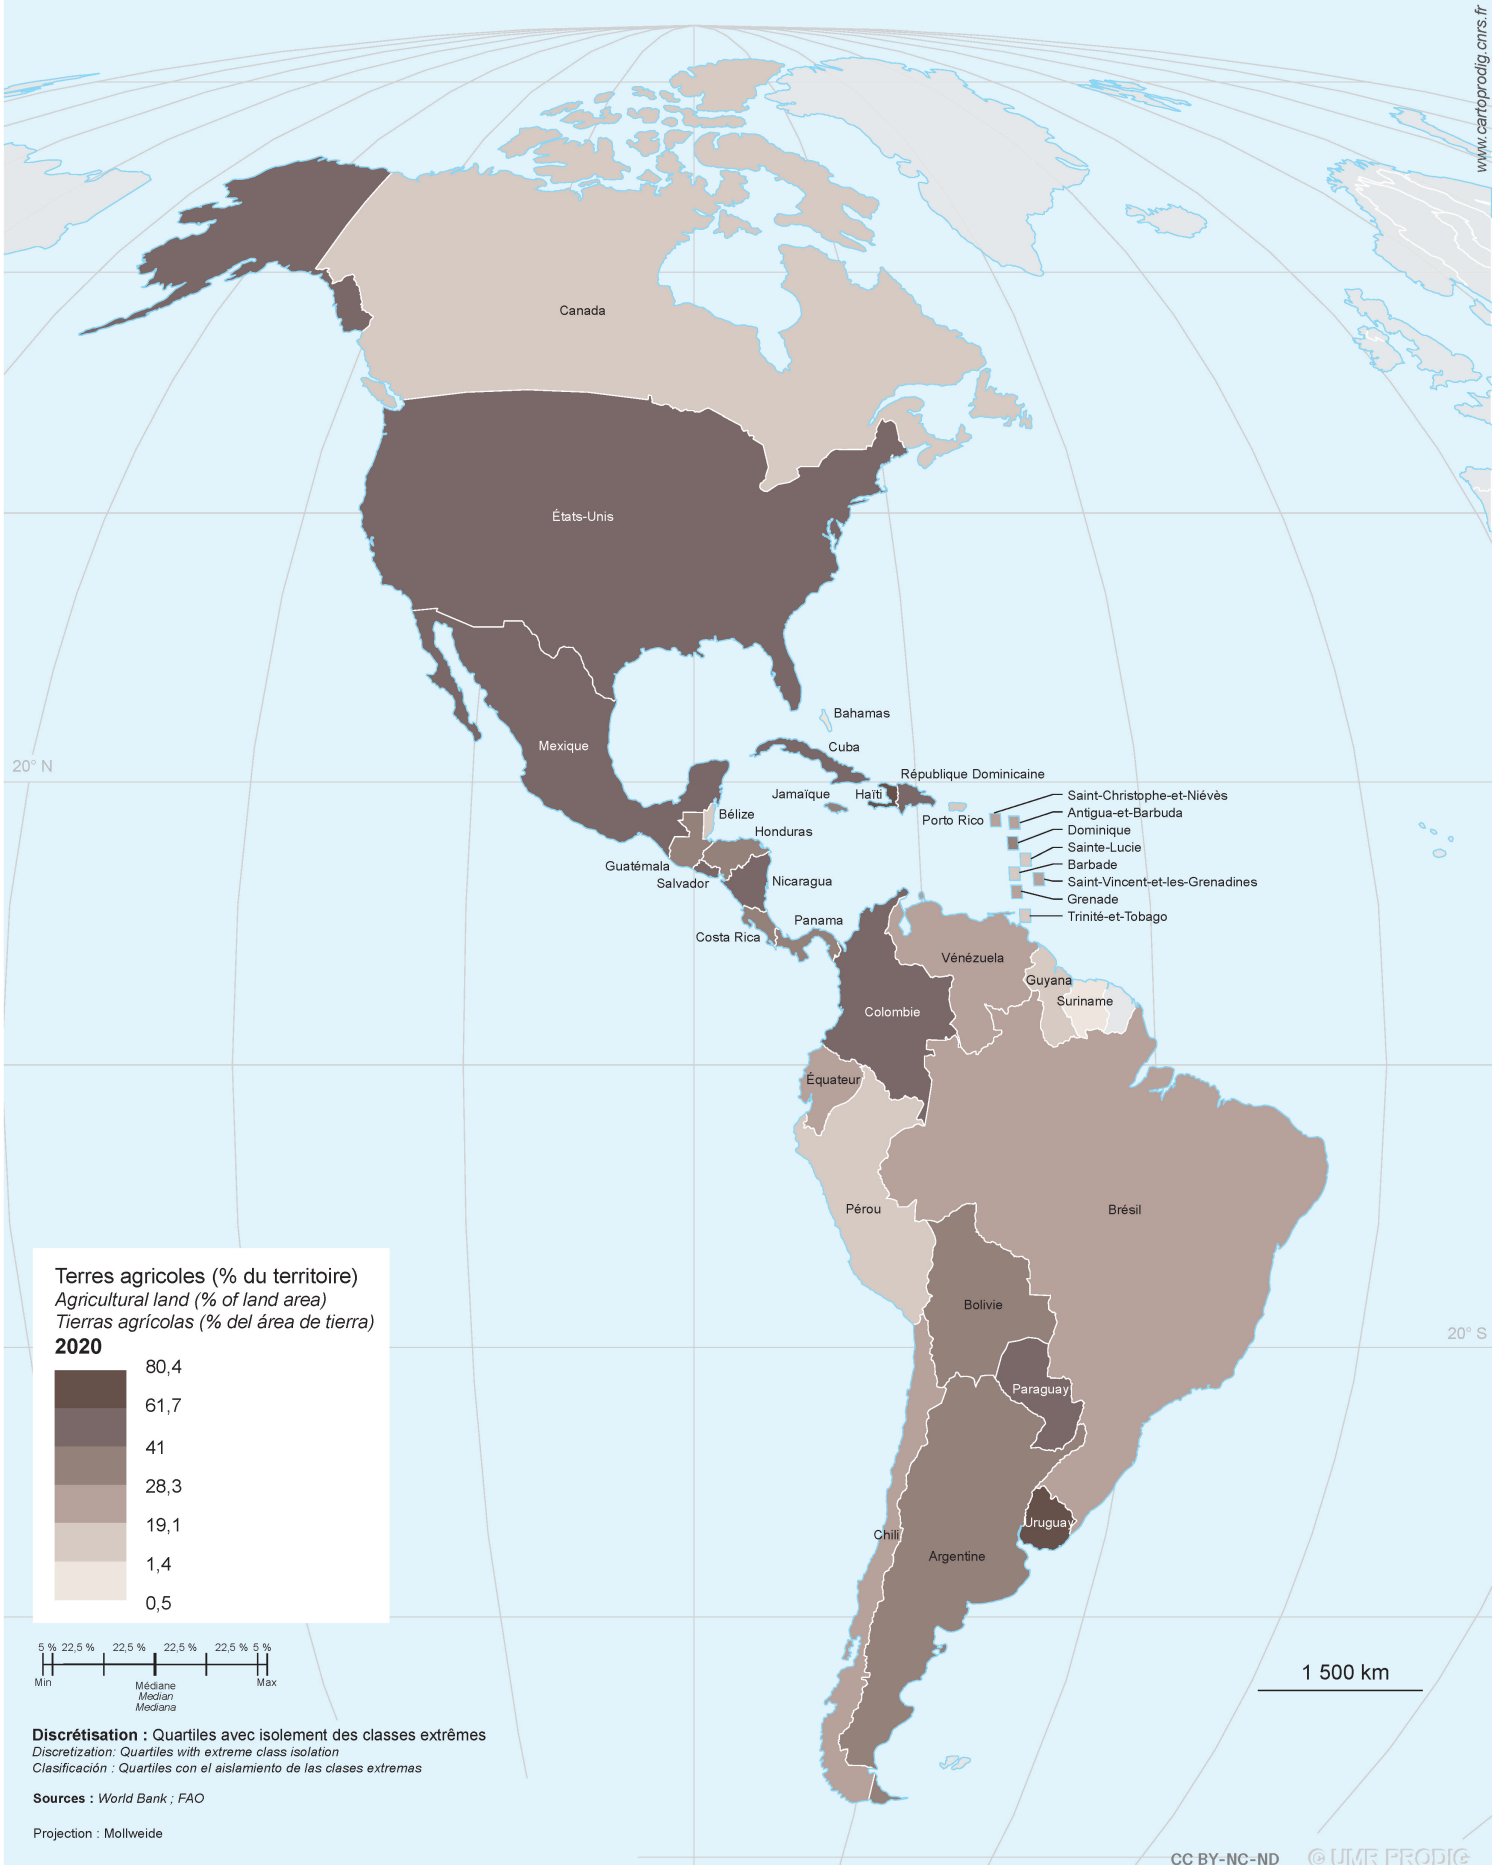 www.cartoprodig.cnrs.fr
Canada
États-Unis
Bahamas
Mexique
Cuba
20° N
République Dominicaine
Jamaïque
Haïti
Saint-Christophe-et-Niévès
Bélize
Porto Rico
Antigua-et-Barbuda
Honduras
Dominique
Sainte-Lucie
Guatémala
Barbade
Salvador
Nicaragua
Saint-Vincent-et-les-Grenadines
Grenade
Panama
Trinité-et-Tobago
Costa Rica
Vénézuela
Guyana
Suriname
Colombie
Équateur
Pérou
Brésil
Bolivie
20° S
Paraguay
Uruguay
Chili
Argentine
Terres agricoles (% du territoire)
Agricultural land (% of land area)
Tierras agrícolas (% del área de tierra)
2020
80,4
61,7
41
28,3
19,1
1,4
0,5
5 % 22,5 % 22,5 % 22,5 % 22,5 % 5 %
Min
Max
Médiane
Median
Mediana
1 500 km
Discrétisation : Quartiles avec isolement des classes extrêmes
Discretization: Quartiles with extreme class isolation
Clasificación : Quartiles con el aislamiento de las clases extremas
Sources : World Bank ; FAO
Projection : Mollweide
CC BY-NC-ND © UMR PRODIG